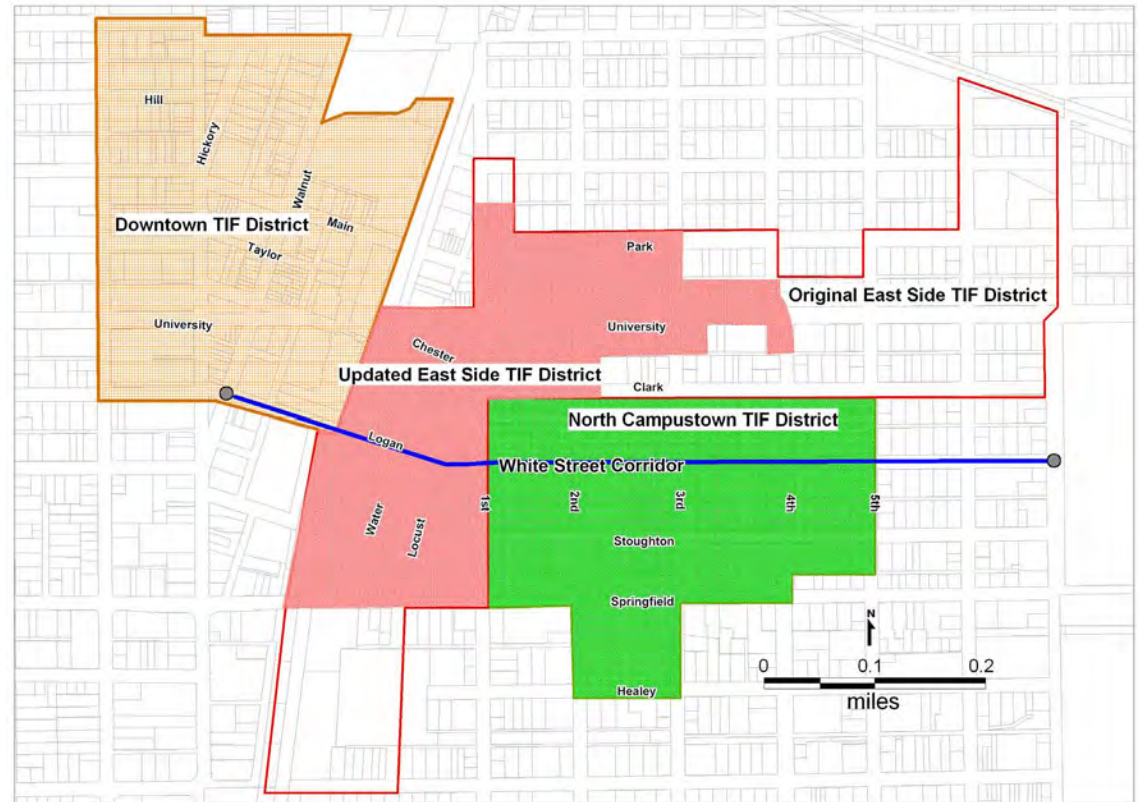 Hill
Hickory
Walnut
Main
Downtown TIF District
Taylor
University
Park
Original East Side TIF District
University
Chester
Updated East Side TIF District
Clark
North Campustown TIF District
Logan
White Street Corridor
1st
2nd
3rd
4th
5th
Water
Locust
Stoughton
Springfield
Healey
N
0 0.1 0.2
miles